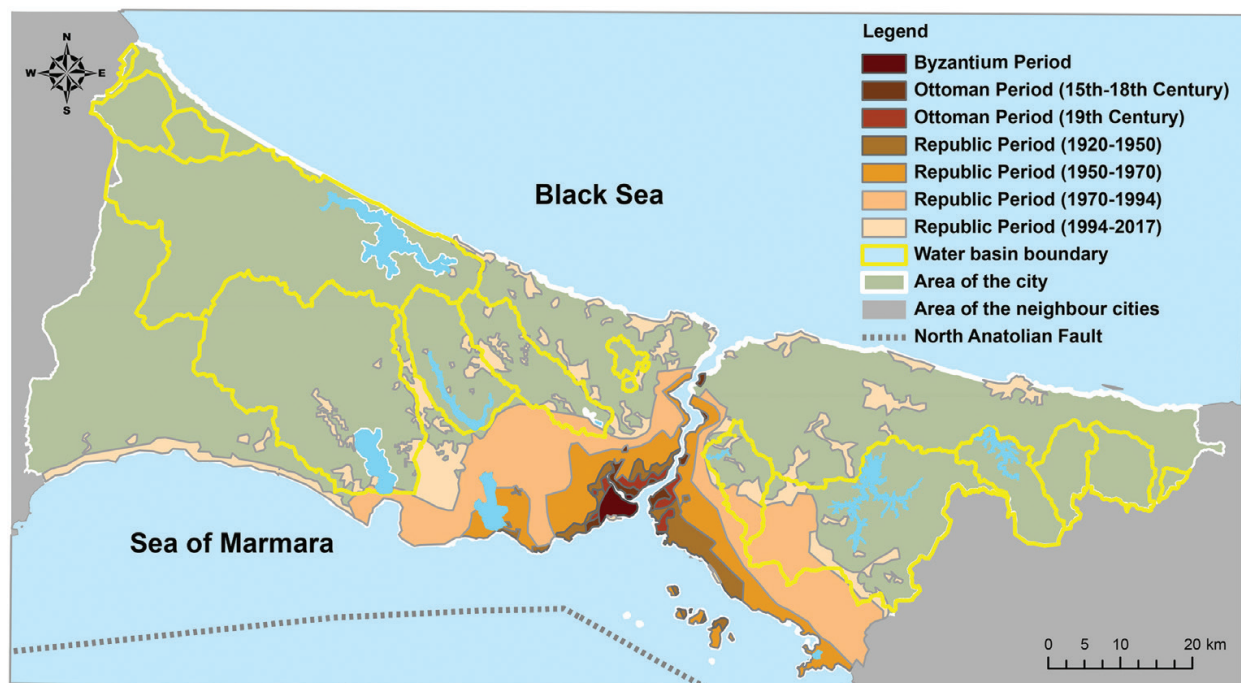 N
W E
S
Legend
Byzantium Period
Ottoman Period (15th-18th Century)
Ottoman Period (19th Century)
Republic Period (1920-1950)
Republic Period (1950-1970)
Republic Period (1970-1994)
Republic Period (1994-2017)
Water basin boundary
Area of the city
Area of the neighbour cities
North Anatolian Fault
Black Sea
Sea of Marmara
0 5 10 20 km